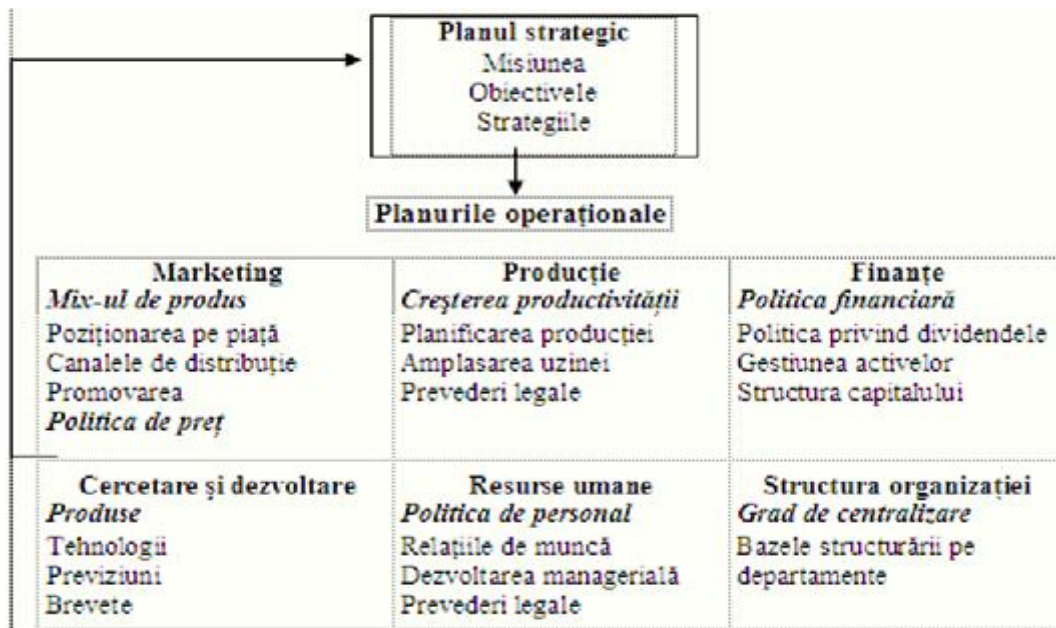 Planul strategic
Misiunea
Obiectivele
Strategiile
Planurile operaționale
Marketing
Mix-ul de produs
Poziționarea pe piață
Canalele de distribuție
Promovarea
Politica de preț
Producție
Creșterea productivității
Planificarea producției
Amplasarea uzinei
Prevederi legale
Finanțe
Politica financiară
Politica privind dividendele
Gestiunea activelor
Structura capitalului
Cercetare și dezvoltare
Produse
Tehnologii
Previziuni
Brevete
Resurse umane
Politica de personal
Relațiile de muncă
Dezvoltarea managerială
Prevederi legale
Structura organizației
Grad de centralizare
Bazele structurării pe
departamente